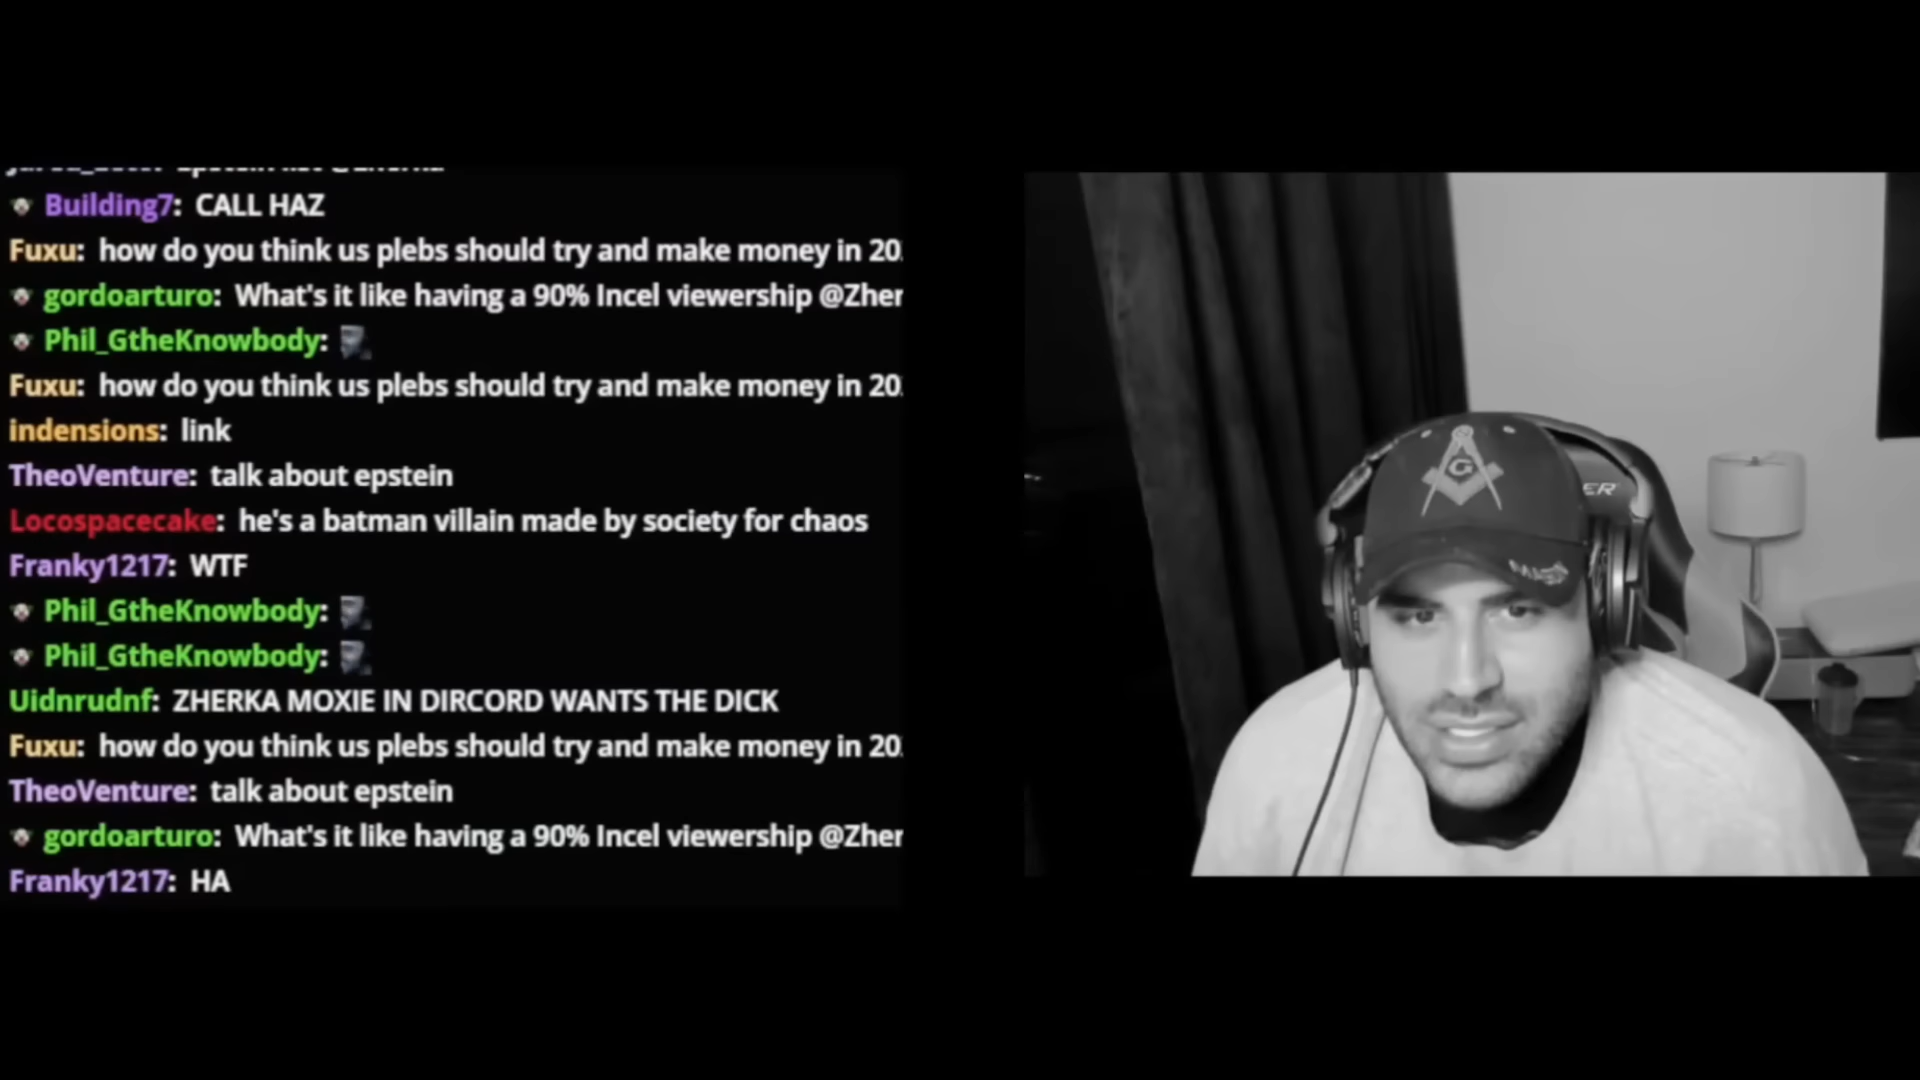 Building7: CALL HAZ
Fuxu: how do you think us plebs should try and make money in 20
gordoarturo: What's it like having a 90% Incel viewership @Zher
Phil_GtheKnowbody:
Fuxu: how do you think us plebs should try and make money in 20
indensions: link
TheoVenture: talk about epstein
Locospacecake: he's a batman villain made by society for chaos
Franky1217: WTF
Phil_GtheKnowbody:
Phil_GtheKnowbody:
Uidnrudnf: ZHERKA MOXIE IN DIRCORD WANTS THE DICK
Fuxu: how do you think us plebs should try and make money in 20
TheoVenture: talk about epstein
gordoarturo: What's it like having a 90% Incel viewership @Zher
Franky1217: HA
G
ER